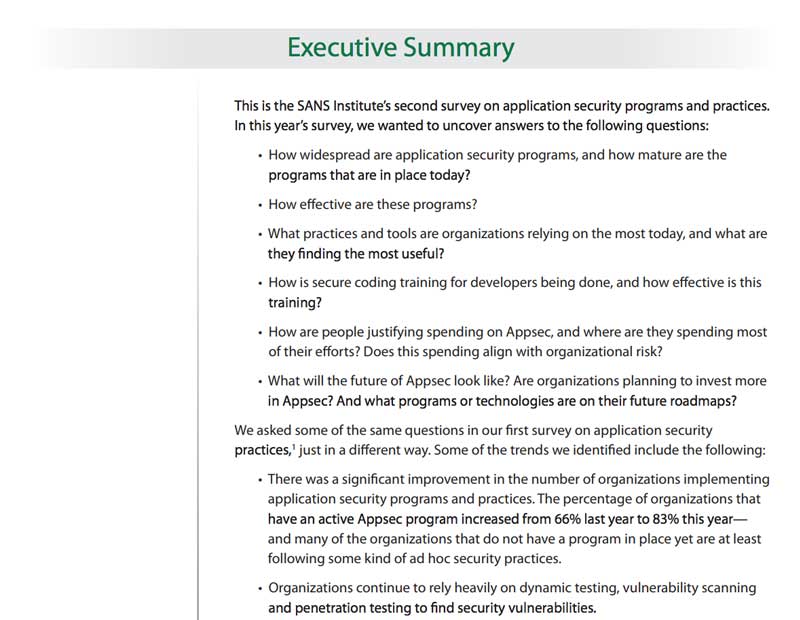 Executive Summary
This is the SANS Institute’s second survey on application security programs and practices.
In this year’s survey, we wanted to uncover answers to the following questions:
• How widespread are application security programs, and how mature are the
programs that are in place today?
• How effective are these programs?
• What practices and tools are organizations relying on the most today, and what are
they finding the most useful?
• How is secure coding training for developers being done, and how effective is this
training?
• How are people justifying spending on Appsec, and where are they spending most
of their efforts? Does this spending align with organizational risk?
• What will the future of Appsec look like? Are organizations planning to invest more
in Appsec? And what programs or technologies are on their future roadmaps?
We asked some of the same questions in our first survey on application security
practices,¹ just in a different way. Some of the trends we identified include the following:
• There was a significant improvement in the number of organizations implementing
application security programs and practices. The percentage of organizations that
have an active Appsec program increased from 66% last year to 83% this year—
and many of the organizations that do not have a program in place yet are at least
following some kind of ad hoc security practices.
• Organizations continue to rely heavily on dynamic testing, vulnerability scanning
and penetration testing to find security vulnerabilities.